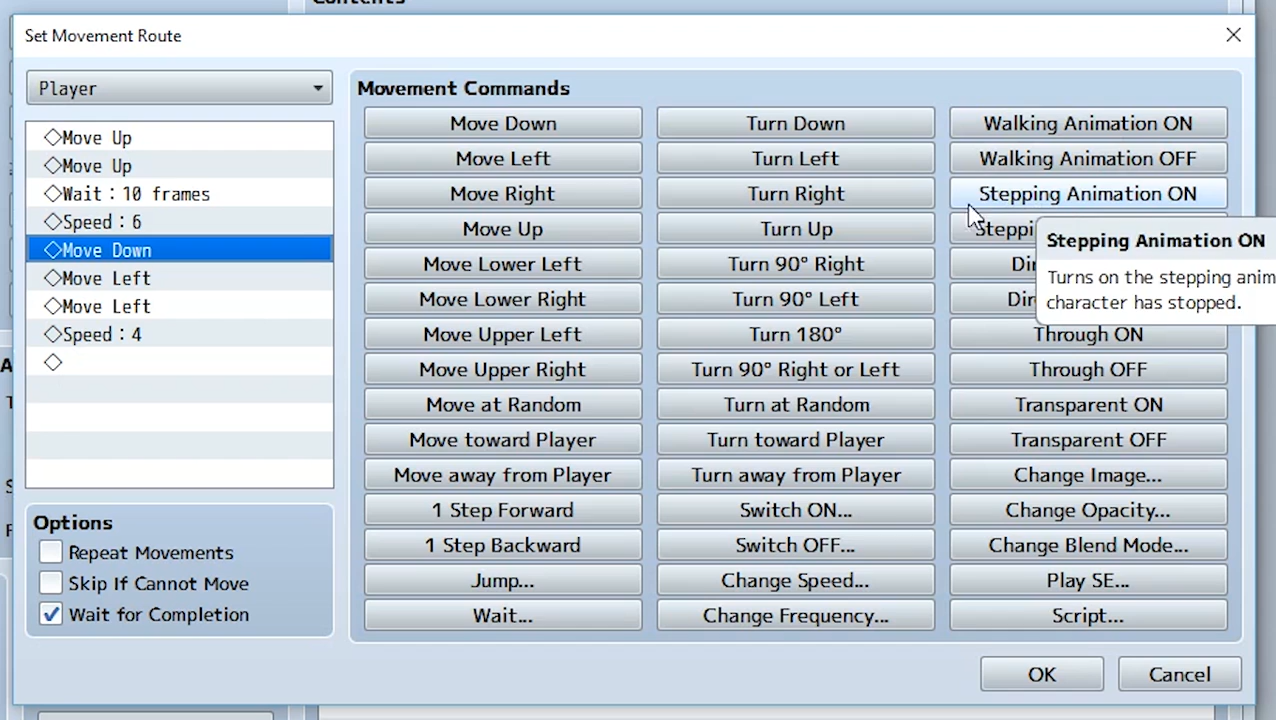 Contents
Set Movement Route
Player
◇Move Up
◇Move Up
◇Wait：10 frames
◇Speed：6
◇Move Down
◇Move Left
◇Move Left
◇Speed：4
◇
Options
Repeat Movements
Skip If Cannot Move
Wait for Completion
Movement Commands
Move Down
Move Left
Move Right
Move Up
Move Lower Left
Move Lower Right
Move Upper Left
Move Upper Right
Move at Random
Move toward Player
Move away from Player
1 Step Forward
1 Step Backward
Jump...
Wait...
Turn Down
Turn Left
Turn Right
Turn Up
Turn 90° Right
Turn 90° Left
Turn 180°
Turn 90° Right or Left
Turn at Random
Turn toward Player
Turn away from Player
Switch ON...
Switch OFF...
Change Speed...
Change Frequency...
Walking Animation ON
Walking Animation OFF
Stepping Animation ON
Stepping Animation ON
Turns on the stepping anim
character has stopped.
Through ON
Through OFF
Transparent ON
Transparent OFF
Change Image...
Change Opacity...
Change Blend Mode...
Play SE...
Script...
OK
Cancel